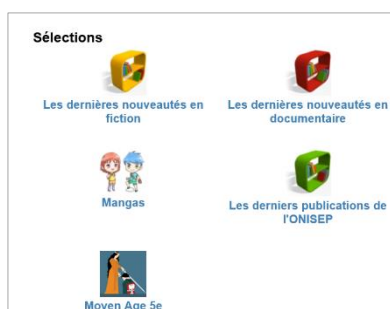 Sélections
Les dernières nouveautés en
fiction
Les dernières nouveautés en
documentaire
Mangas
Les derniers publications de
l'ONISEP
Moyen Age 5e